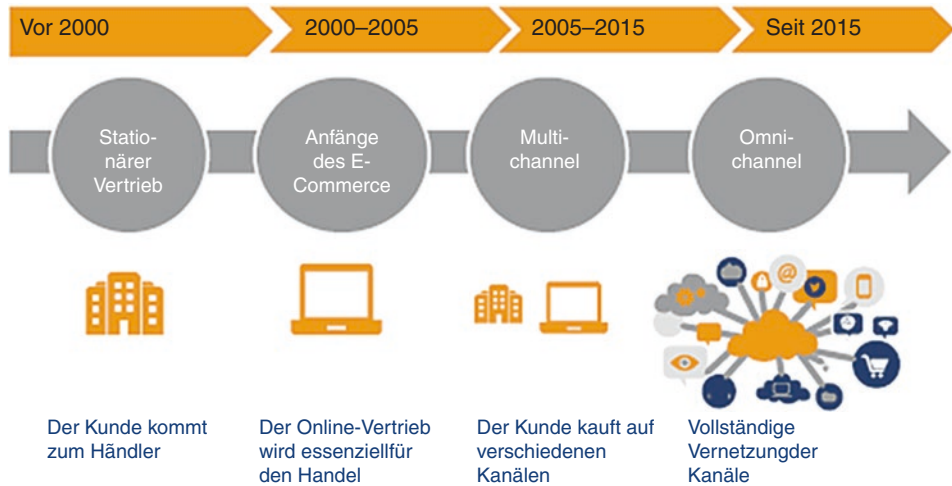 Vor 2000
2000–2005
2005–2015
Seit 2015
Statio-
närer
Vertrieb
Anfänge
des E-
Commerce
Multi-
channel
Omni-
channel
@
Der Kunde kommt
zum Händler
Der Online-Vertrieb
wird essenziellfür
den Handel
Der Kunde kauft auf
verschiedenen
Kanälen
Vollständige
Vernetzungder
Kanäle